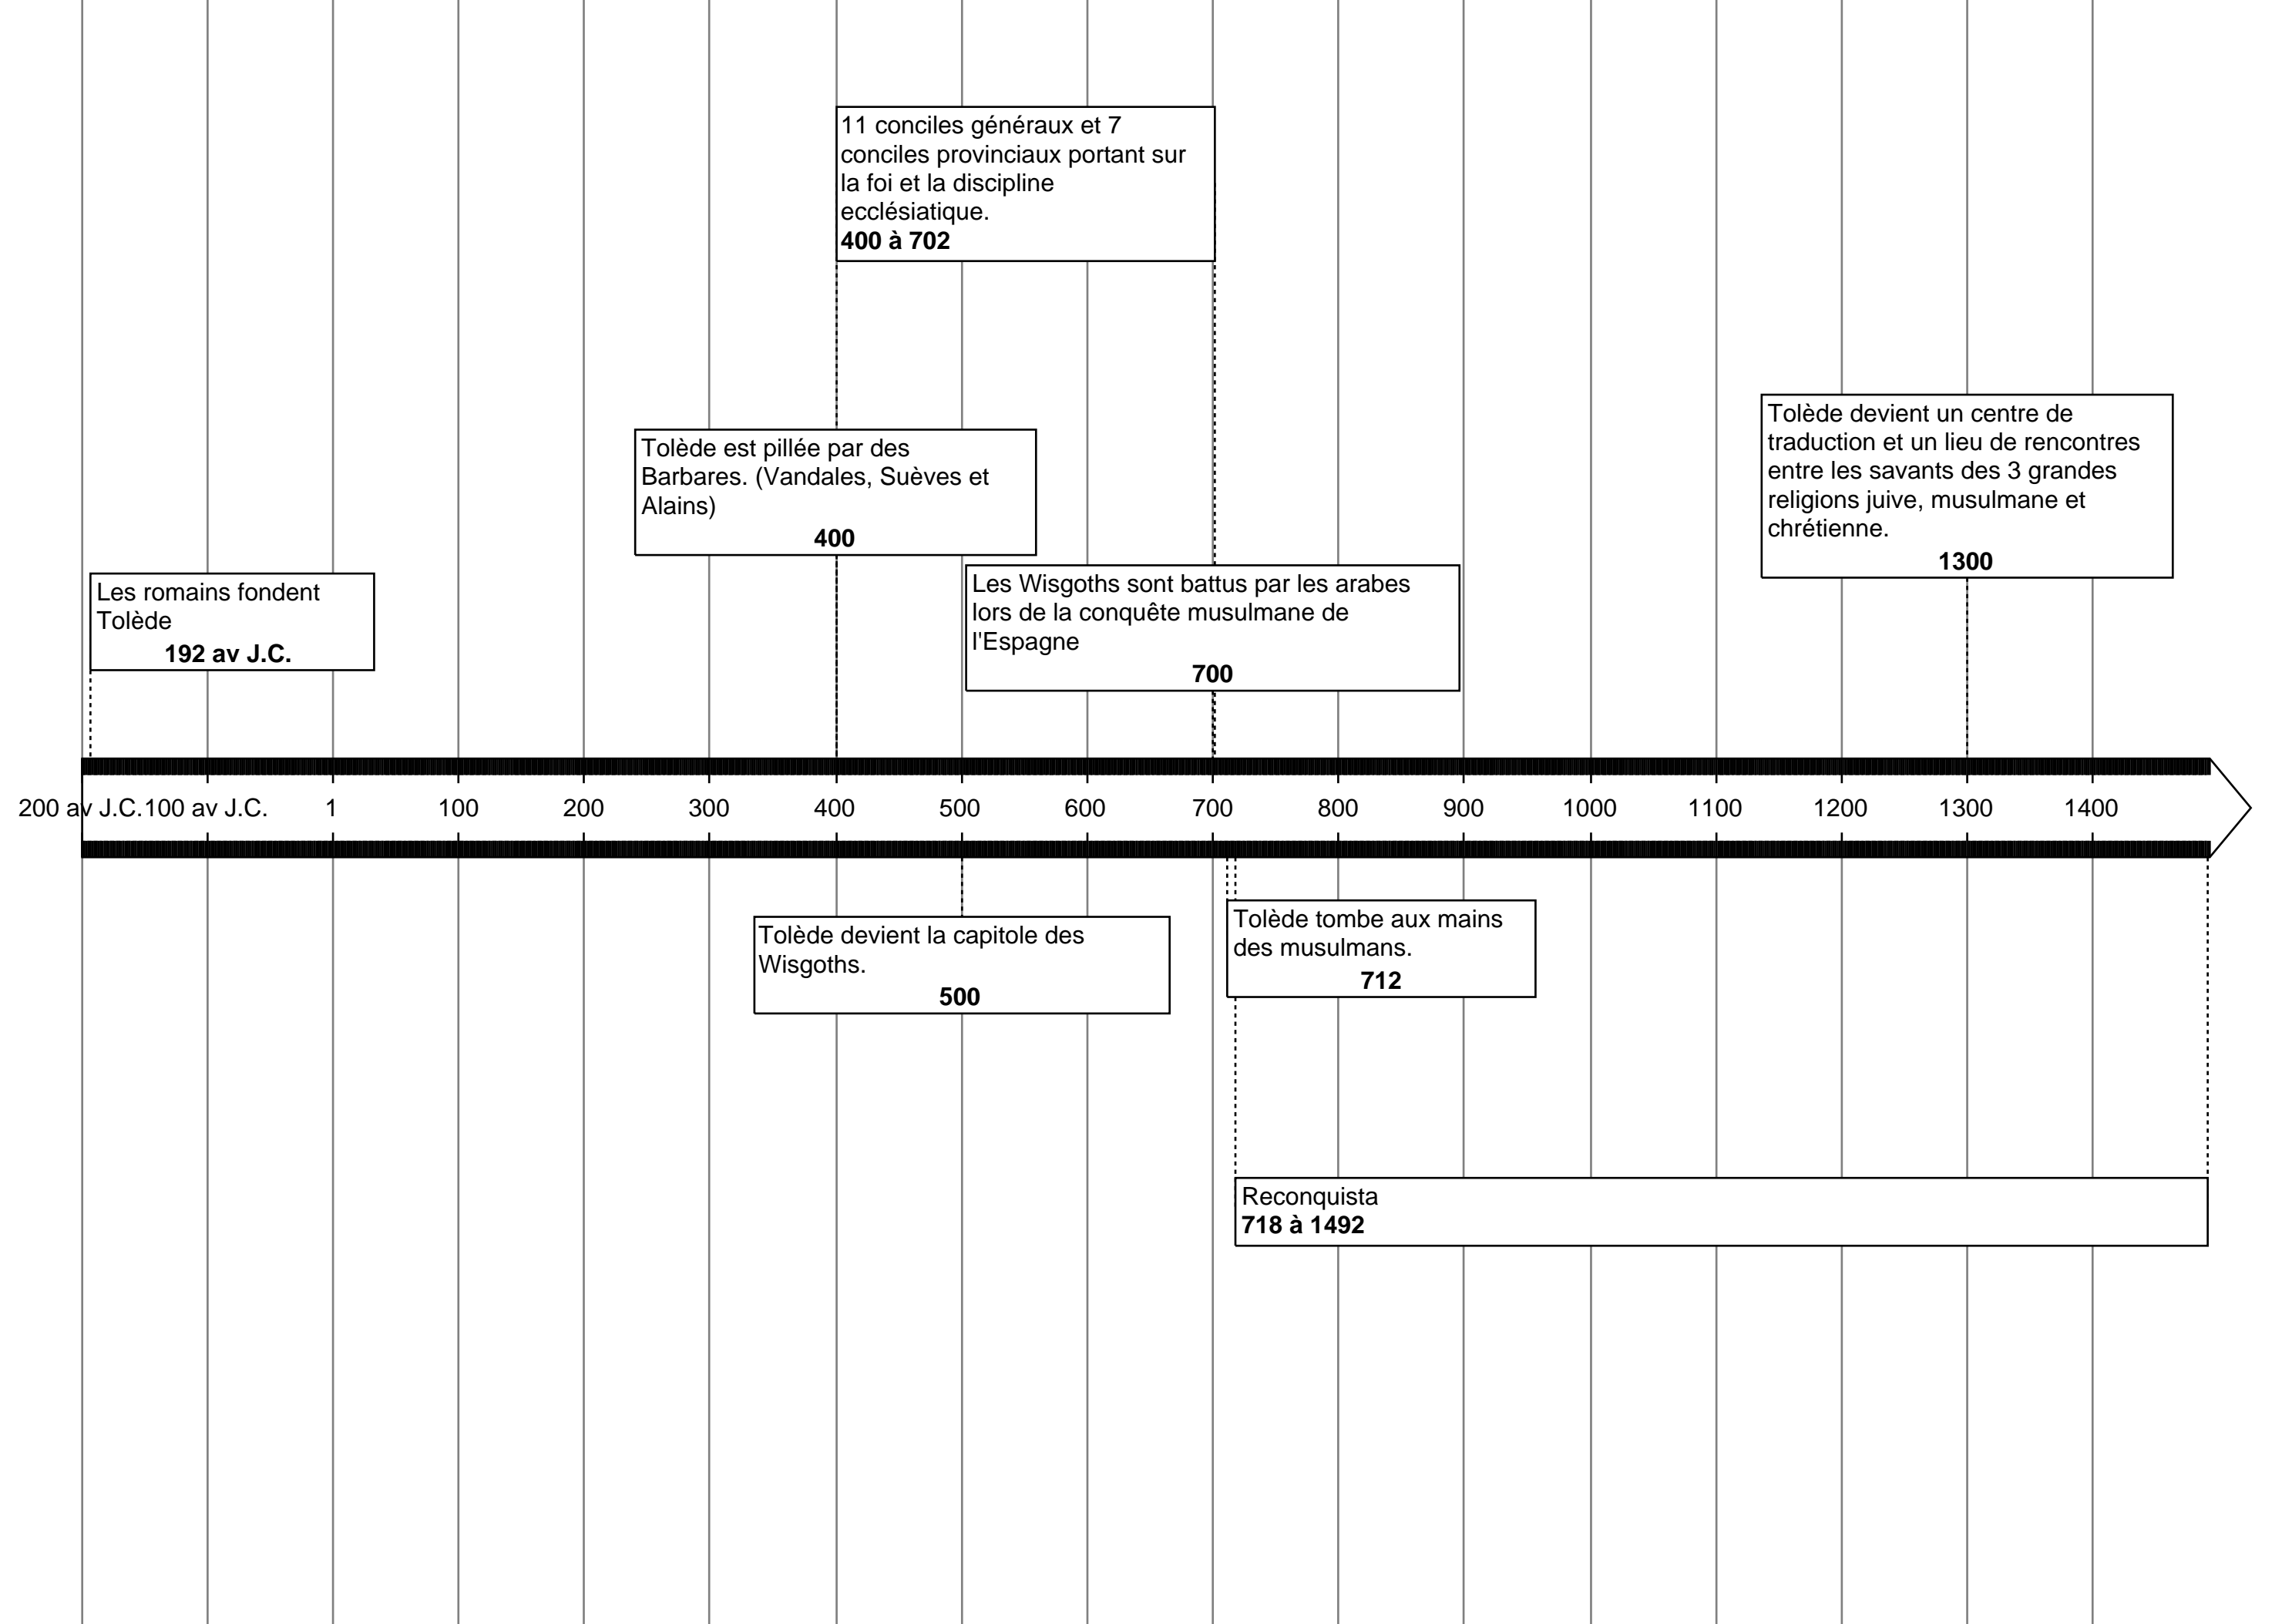 11 conciles généraux et 7
conciles provinciaux portant sur
la foi et la discipline
ecclésiatique.
400 à 702
Tolède est pillée par des
Barbares. (Vandales, Suèves et
Alains)
400
Tolède devient un centre de
traduction et un lieu de rencontres
entre les savants des 3 grandes
religions juive, musulmane et
chrétienne.
1300
Les romains fondent
Tolède
192 av J.C.
Les Wisgoths sont battus par les arabes
lors de la conquête musulmane de
l'Espagne
700
200 av J.C. 100 av J.C. 1 100 200 300 400 500 600 700 800 900 1000 1100 1200 1300 1400
Tolède devient la capitole des
Wisgoths.
500
Tolède tombe aux mains
des musulmans.
712
Reconquista
718 à 1492